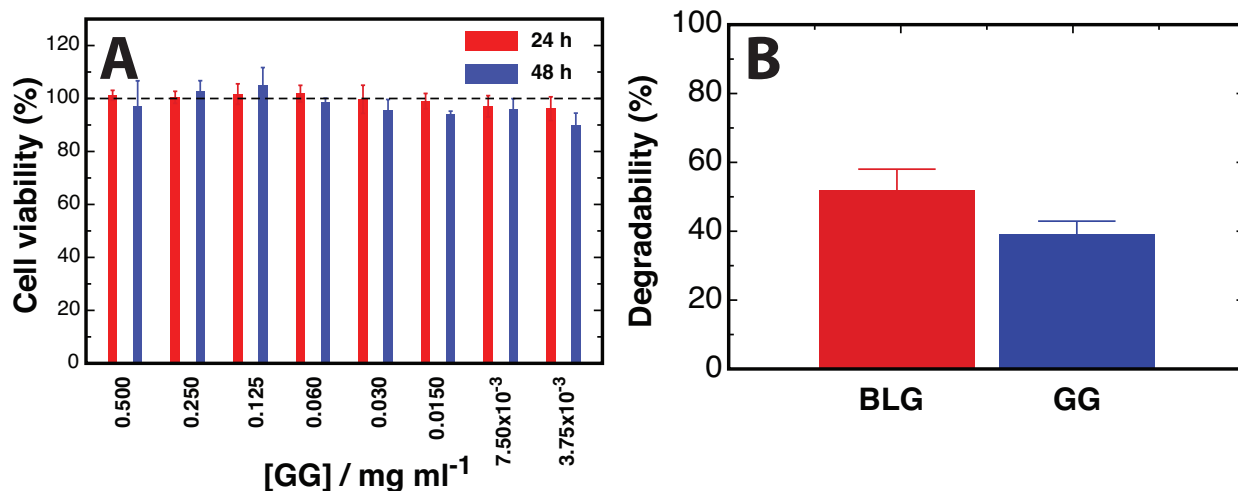 A
24 h
48 h
Cell viability (%)
120
100
80
60
40
20
0
0.500
0.250
0.125
0.060
0.030
0.0150
7.50x10⁻³
3.75x10⁻³
[GG] / mg ml⁻¹
B
Degradability (%)
100
80
60
40
20
0
BLG
GG